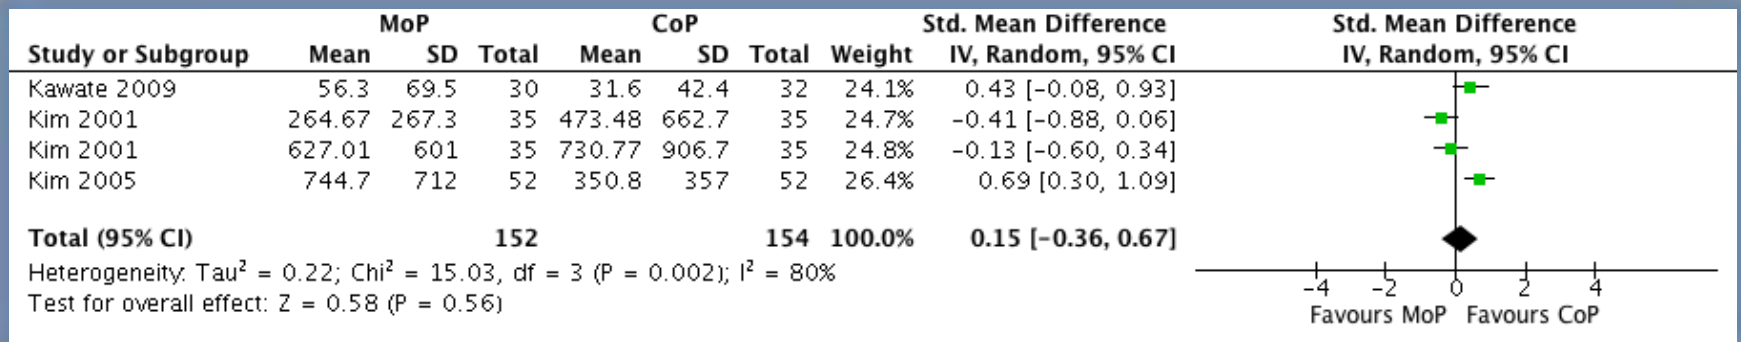 MoP CoP Std. Mean Difference Std. Mean Difference
Study or Subgroup Mean SD Total Mean SD Total Weight IV, Random, 95% CI IV, Random, 95% CI
Kawate 2009 56.3 69.5 30 31.6 42.4 32 24.1% 0.43 [-0.08, 0.93]
Kim 2001 264.67 267.3 35 473.48 662.7 35 24.7% -0.41 [-0.88, 0.06]
Kim 2001 627.01 601 35 730.77 906.7 35 24.8% -0.13 [-0.60, 0.34]
Kim 2005 744.7 712 52 350.8 357 52 26.4% 0.69 [0.30, 1.09]
Total (95% CI) 152 154 100.0% 0.15 [-0.36, 0.67]
Heterogeneity: Tau² = 0.22; Chi² = 15.03, df = 3 (P = 0.002); I² = 80%
Test for overall effect: Z = 0.58 (P = 0.56)
-4 -2 0 2 4
Favours MoP Favours CoP